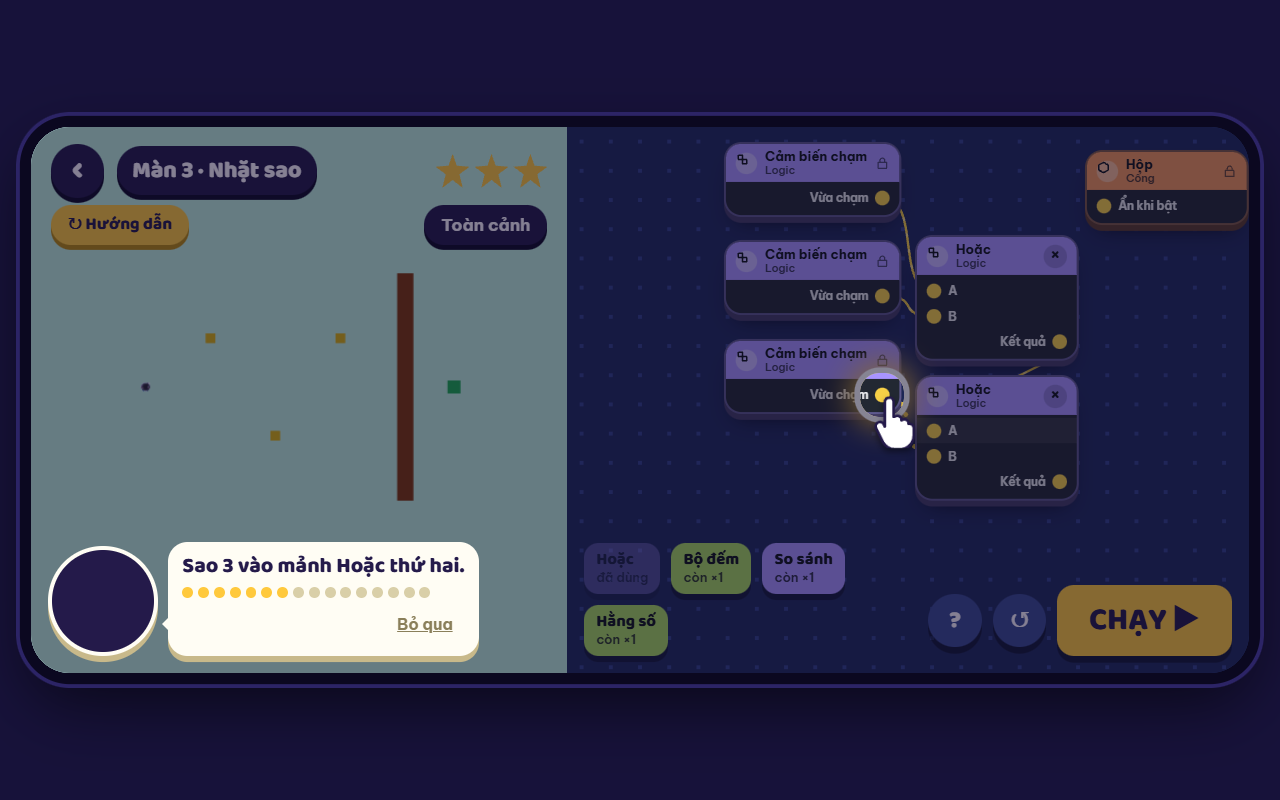 Màn 3 • Nhặt sao
↻ Hướng dẫn
Toàn cảnh
Sao 3 vào mảnh Hoặc thứ hai.
Bỏ qua
Cảm biến chạm
Logic
Vừa chạm
Cảm biến chạm
Logic
Vừa chạm
Cảm biến chạm
Logic
Vừa chạm
Hoặc
Logic
A
B
Kết quả
Hoặc
Logic
A
B
Kết quả
Hộp
Cổng
Ẩn khi bật
Hoặc
đã dùng
Bộ đếm
còn ×1
So sánh
còn ×1
Hằng số
còn ×1
?
↺
CHẠY ▶